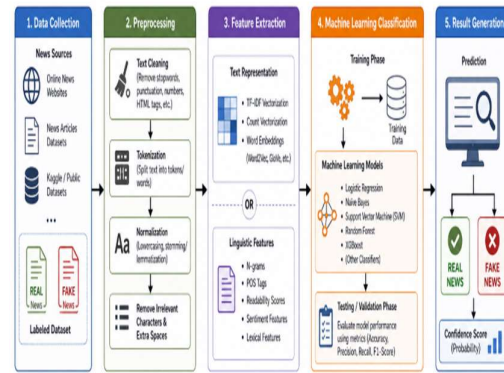 1. Data Collection
News Sources
Online News
Websites
News Articles
Datasets
Kaggle / Public
Datasets
...
REAL
News
FAKE
News
Labeled Dataset
2. Preprocessing
Text Cleaning
(Remove stopwords,
punctuation, numbers,
HTML tags, etc.)
Tokenization
(Split text into tokens/
words)
Aa
Normalization
(Lowercasing, stemming/
lemmatization)
Remove Irrelevant
Characters &
Extra Spaces
3. Feature Extraction
Text Representation
• TF-IDF Vectorization
• Count Vectorization
• Word Embeddings
(Word2Vec, GloVe, etc.)
OR
Linguistic Features
• N-grams
• POS Tags
• Readability Scores
• Sentiment Features
• Lexical Features
4. Machine Learning Classification
Training Phase
Training
Data
Machine Learning Models
• Logistic Regression
• Naive Bayes
• Support Vector Machine (SVM)
• Random Forest
• XGBoost
• (Other Classifiers)
Testing / Validation Phase
Evaluate model performance
using metrics (Accuracy,
Precision, Recall, F1-Score)
5. Result Generation
Prediction
REAL
NEWS
FAKE
NEWS
Confidence Score
(Probability)